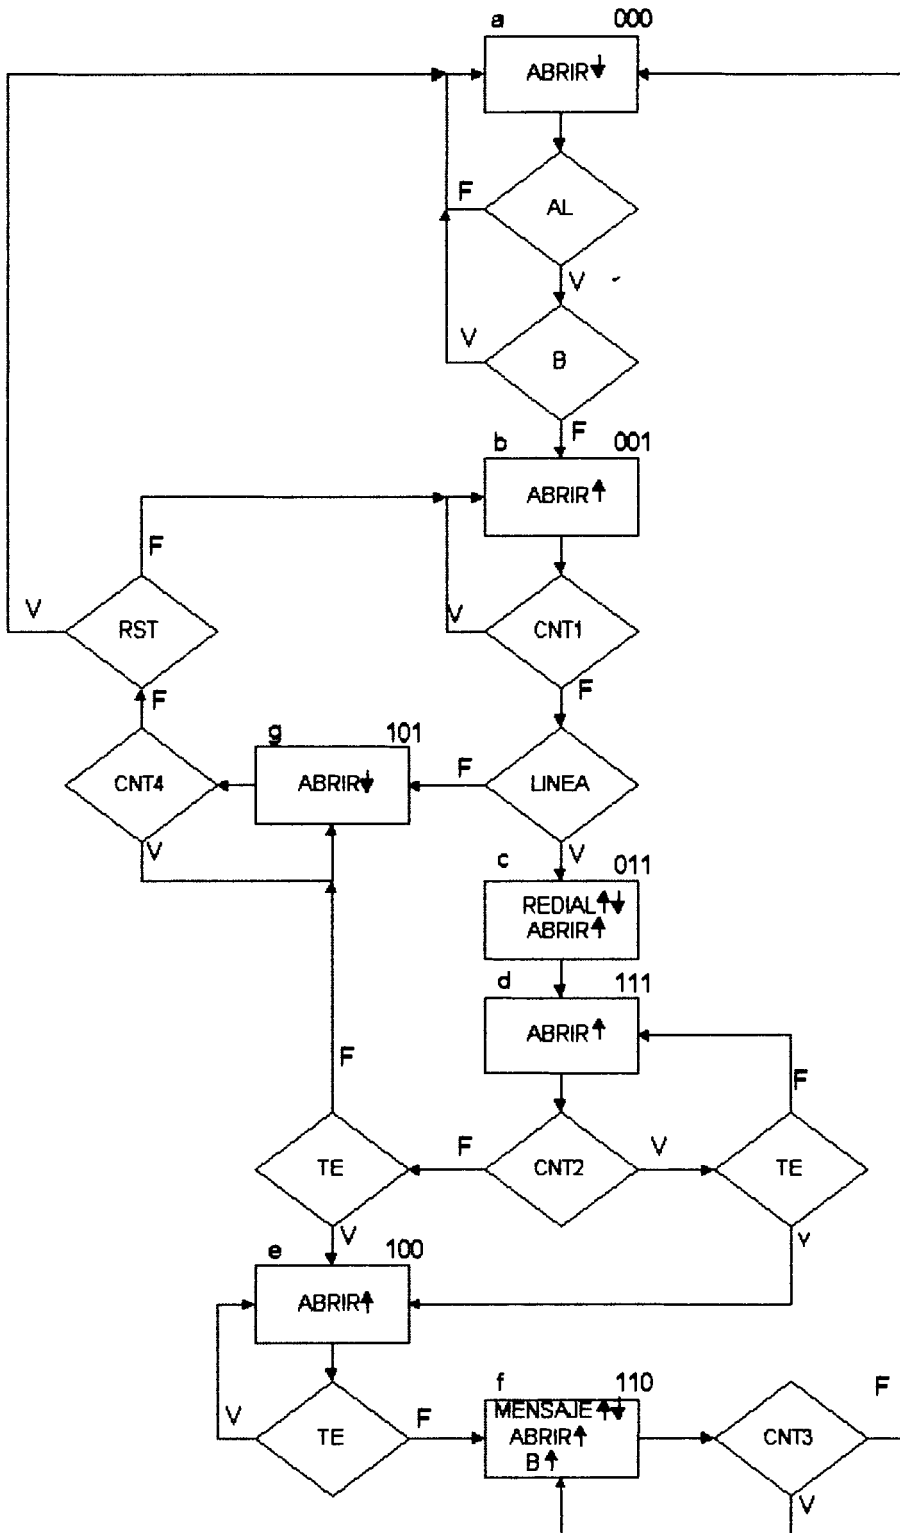 a 000
ABRIR
AL
F
V
B
V
F
b 001
ABRIR
F
V
RST
V
CNT1
F
F
g 101
ABRIR
CNT4
F
LINEA
V
V
c 011
REDIAL
ABRIR
d 111
ABRIR
F
F
TE
F
CNT2
V
TE
V
V
e 100
ABRIR
V
TE
F
f 110
MENSAJE
ABRIR
B
CNT3
F
V